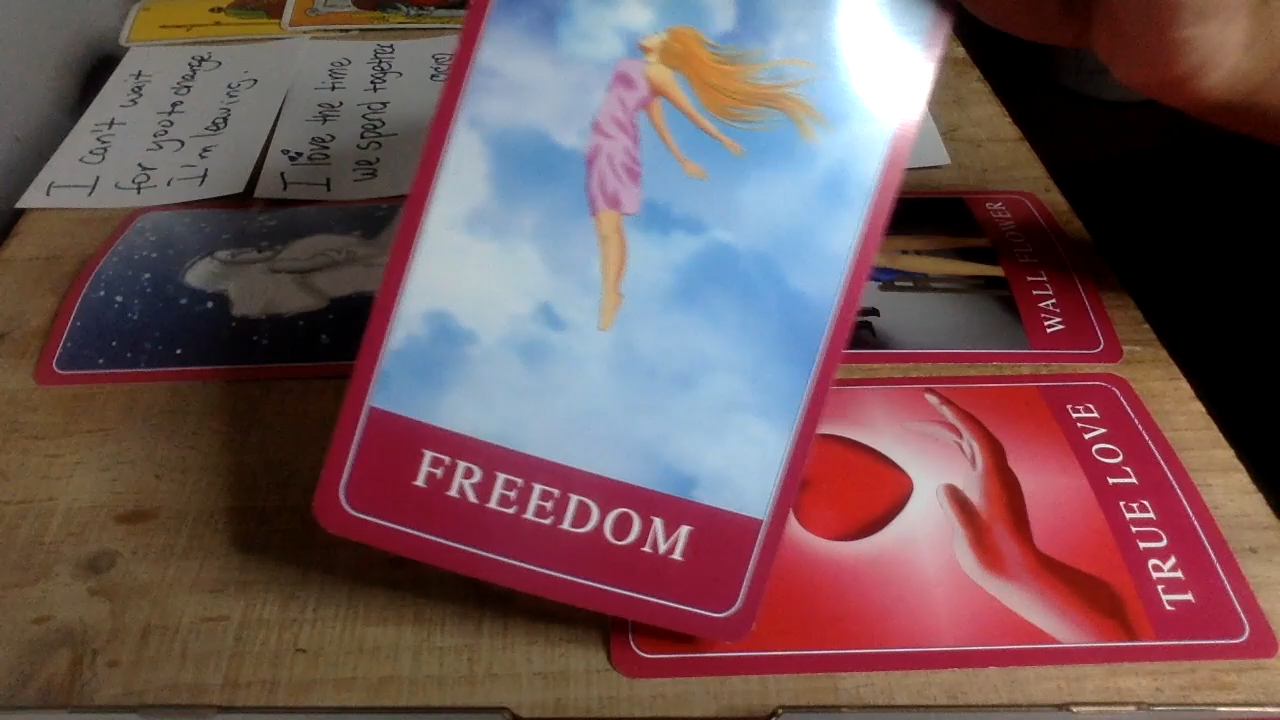 I can't wait
for you to change.
I'm leaving.
I love the time
we spend together
FREEDOM
WALL FLOWER
TRUE LOVE